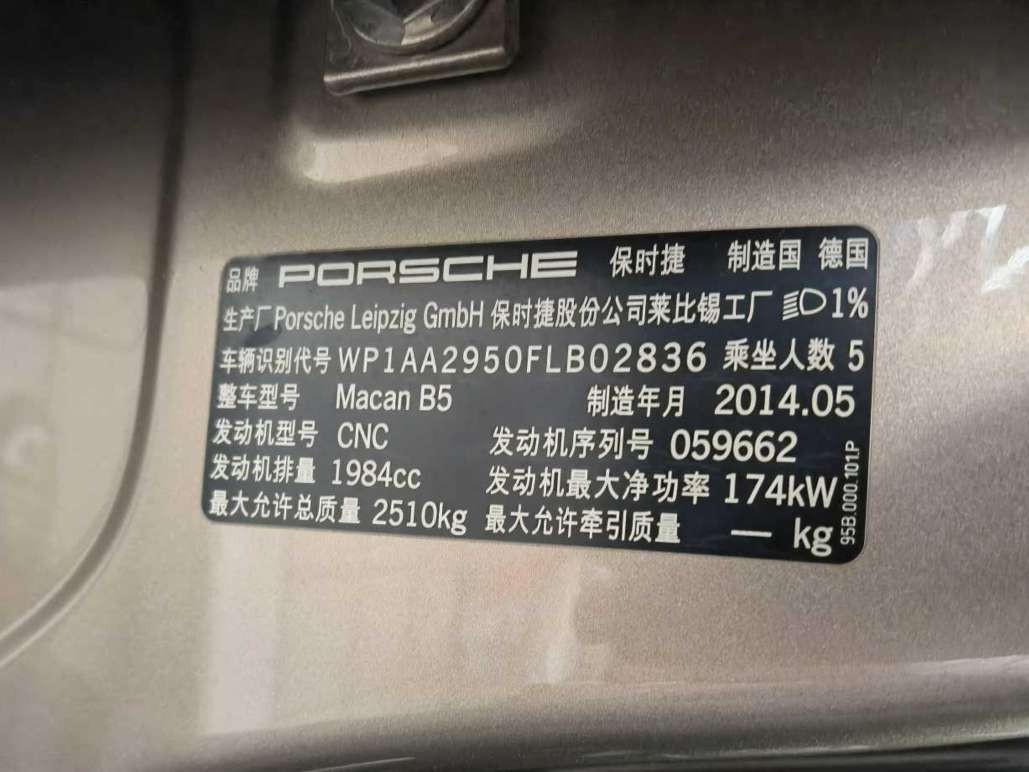 品牌 PORSCHE 保时捷 制造国 德国
生产厂 Porsche Leipzig GmbH 保时捷股份公司莱比锡工厂 1%
车辆识别代号 WP1AA2950FLB02836 乘坐人数 5
整车型号 Macan B5 制造年月 2014.05
发动机型号 CNC 发动机序列号 059662
发动机排量 1984cc 发动机最大净功率 174kW
最大允许总质量 2510kg 最大允许牵引质量 — kg
95B.000.101.P